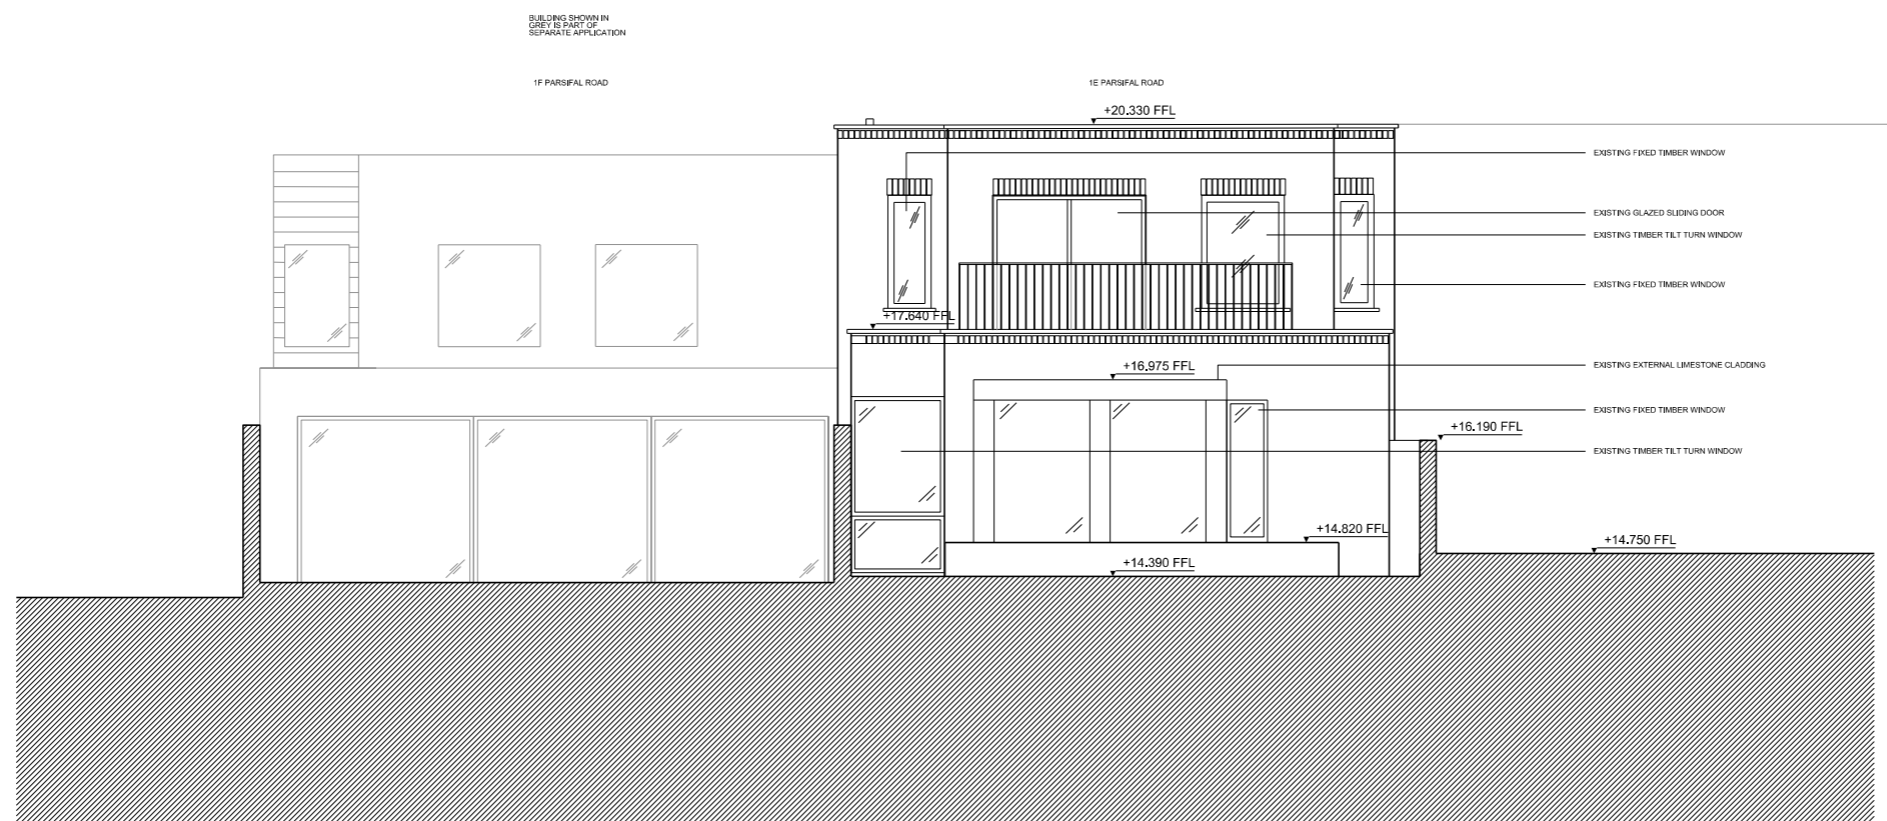 BUILDING SHOWN IN
GREY IS PART OF
SEPARATE APPLICATION
1F PARSIFAL ROAD
1E PARSIFAL ROAD
+20.330 FFL
EXISTING FIXED TIMBER WINDOW
EXISTING GLAZED SLIDING DOOR
EXISTING TIMBER TILT TURN WINDOW
EXISTING FIXED TIMBER WINDOW
+17.640 FFL
+16.975 FFL
EXISTING EXTERNAL LIMESTONE CLADDING
EXISTING FIXED TIMBER WINDOW
+16.190 FFL
EXISTING TIMBER TILT TURN WINDOW
+14.820 FFL
+14.750 FFL
+14.390 FFL